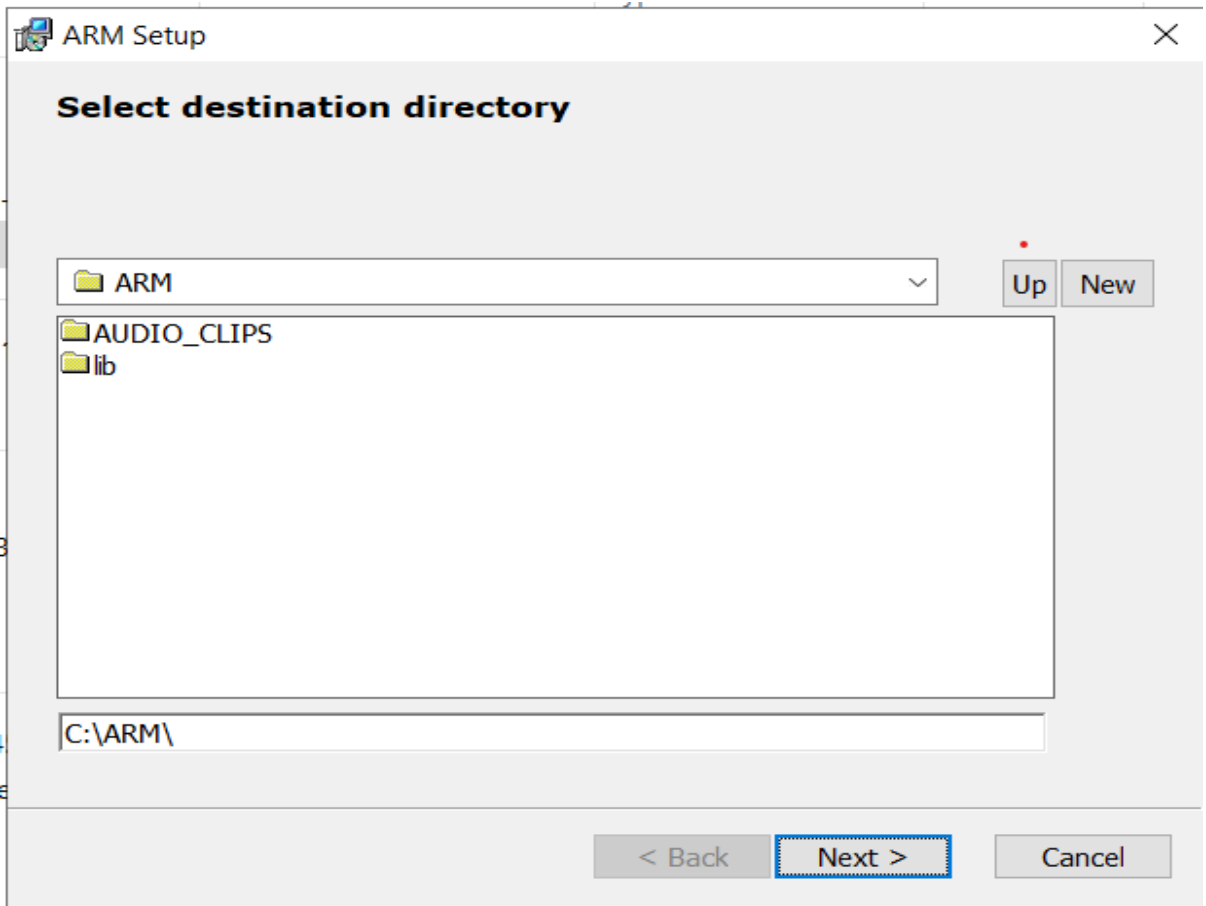 ARM Setup
Select destination directory
ARM
Up New
AUDIO_CLIPS
lib
C:\ARM\
< Back Next > Cancel